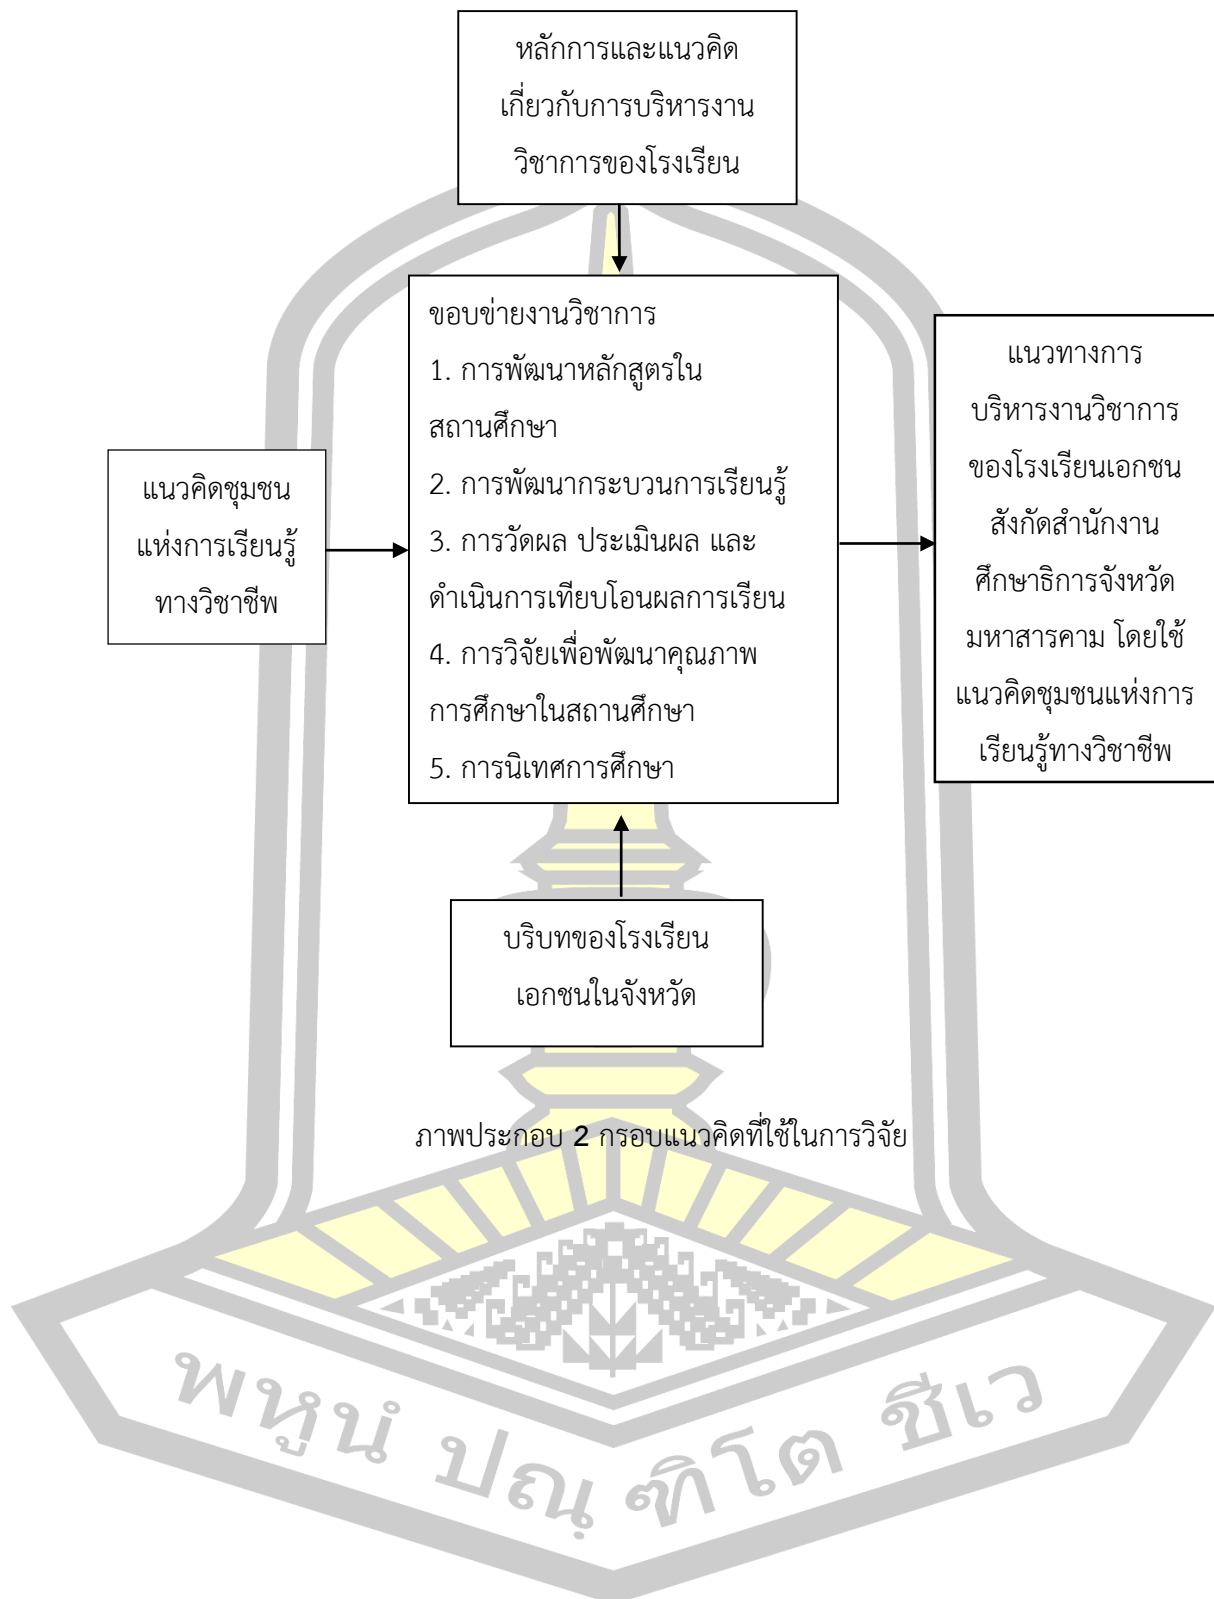 หลักการและแนวคิด
เกี่ยวกับการบริหารงาน
วิชาการของโรงเรียน
ขอบข่ายงานวิชาการ
1. การพัฒนาหลักสูตรใน
สถานศึกษา
2. การพัฒนากระบวนการเรียนรู้
3. การวัดผล ประเมินผล และ
ดำเนินการเทียบโอนผลการเรียน
4. การวิจัยเพื่อพัฒนาคุณภาพ
การศึกษาในสถานศึกษา
5. การนิเทศการศึกษา
แนวคิดชุมชน
แห่งการเรียนรู้
ทางวิชาชีพ
แนวทางการ
บริหารงานวิชาการ
ของโรงเรียนเอกชน
สังกัดสำนักงาน
ศึกษาธิการจังหวัด
มหาสารคาม โดยใช้
แนวคิดชุมชนแห่งการ
เรียนรู้ทางวิชาชีพ
บริบทของโรงเรียน
เอกชนในจังหวัด
ภาพประกอบ 2 กรอบแนวคิดที่ใช้ในการวิจัย
พหูนํ ปณฺฑิโต ชีเว